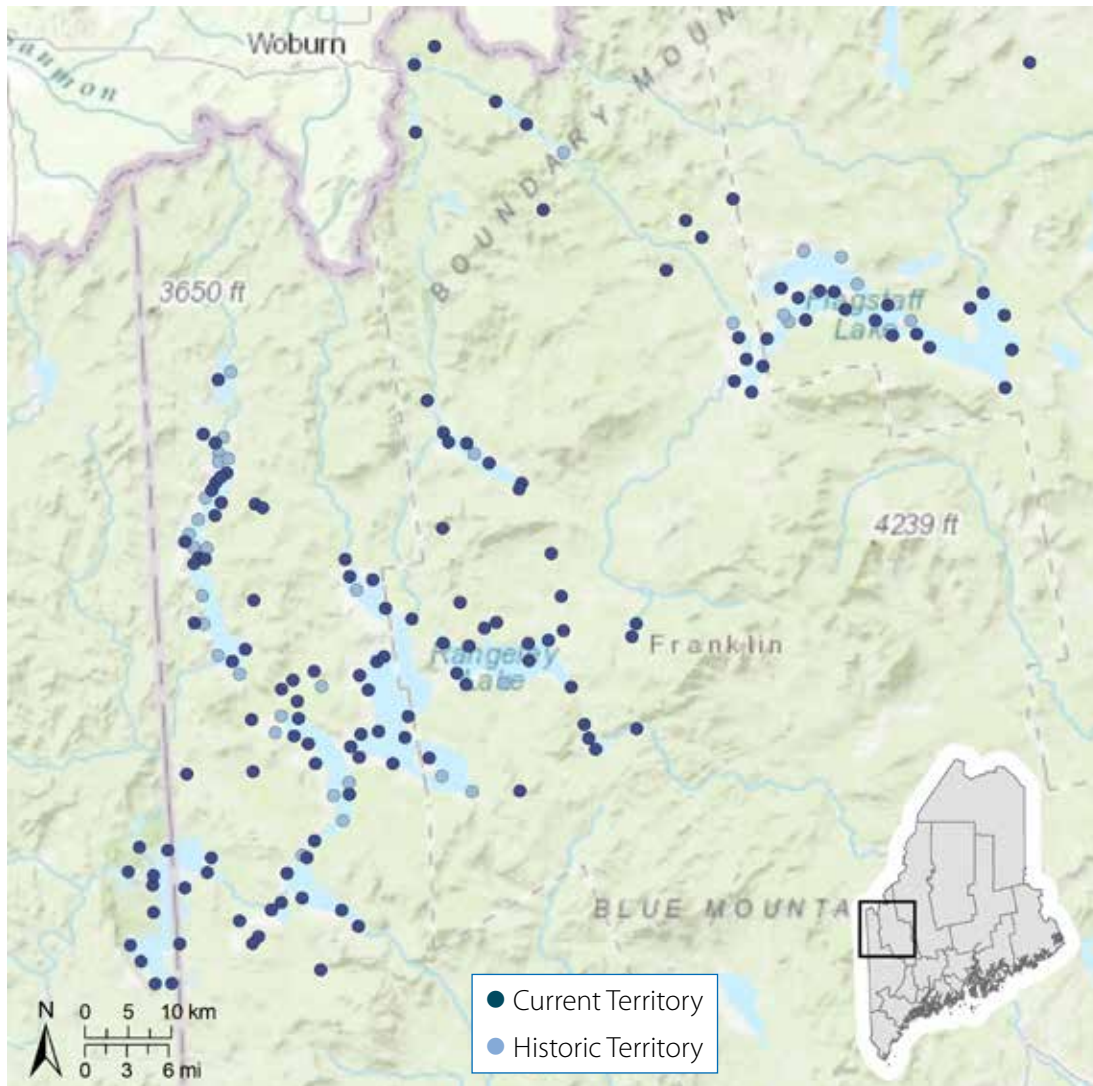 Woburn
Saumon
BOUNDARY MOUN
3650 ft
Flagstaff
Lake
4239 ft
Rangeley
Lake
Franklin
BLUE MOUNTA
N
0 5 10 km
0 3 6 mi
Current Territory
Historic Territory